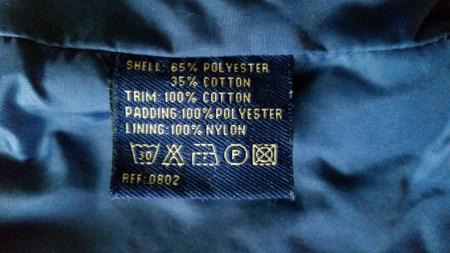 SHELL: 65% POLYESTER
35% COTTON
TRIM: 100% COTTON
PADDING:100% POLYESTER
LINING: 100% NYLON
30 P
REF:.0802